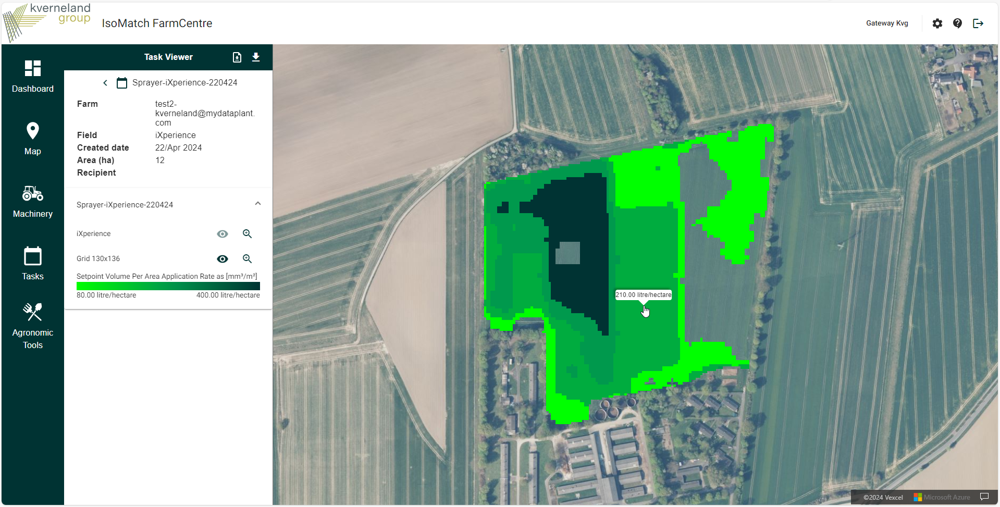 kverneland
group
IsoMatch FarmCentre
Gateway Kvg
Dashboard
Map
Machinery
Tasks
Agronomic
Tools
Task Viewer
Sprayer-iXperience-220424
Farm
test2-
kverneland@mydataplant.
com
Field
iXperience
Created date
22/Apr 2024
Area (ha)
12
Recipient
Sprayer-iXperience-220424
iXperience
Grid 130x136
Setpoint Volume Per Area Application Rate as [mm³/m²]
80.00 litre/hectare
400.00 litre/hectare
210.00 litre/hectare
©2024 Vexcel
Microsoft Azure